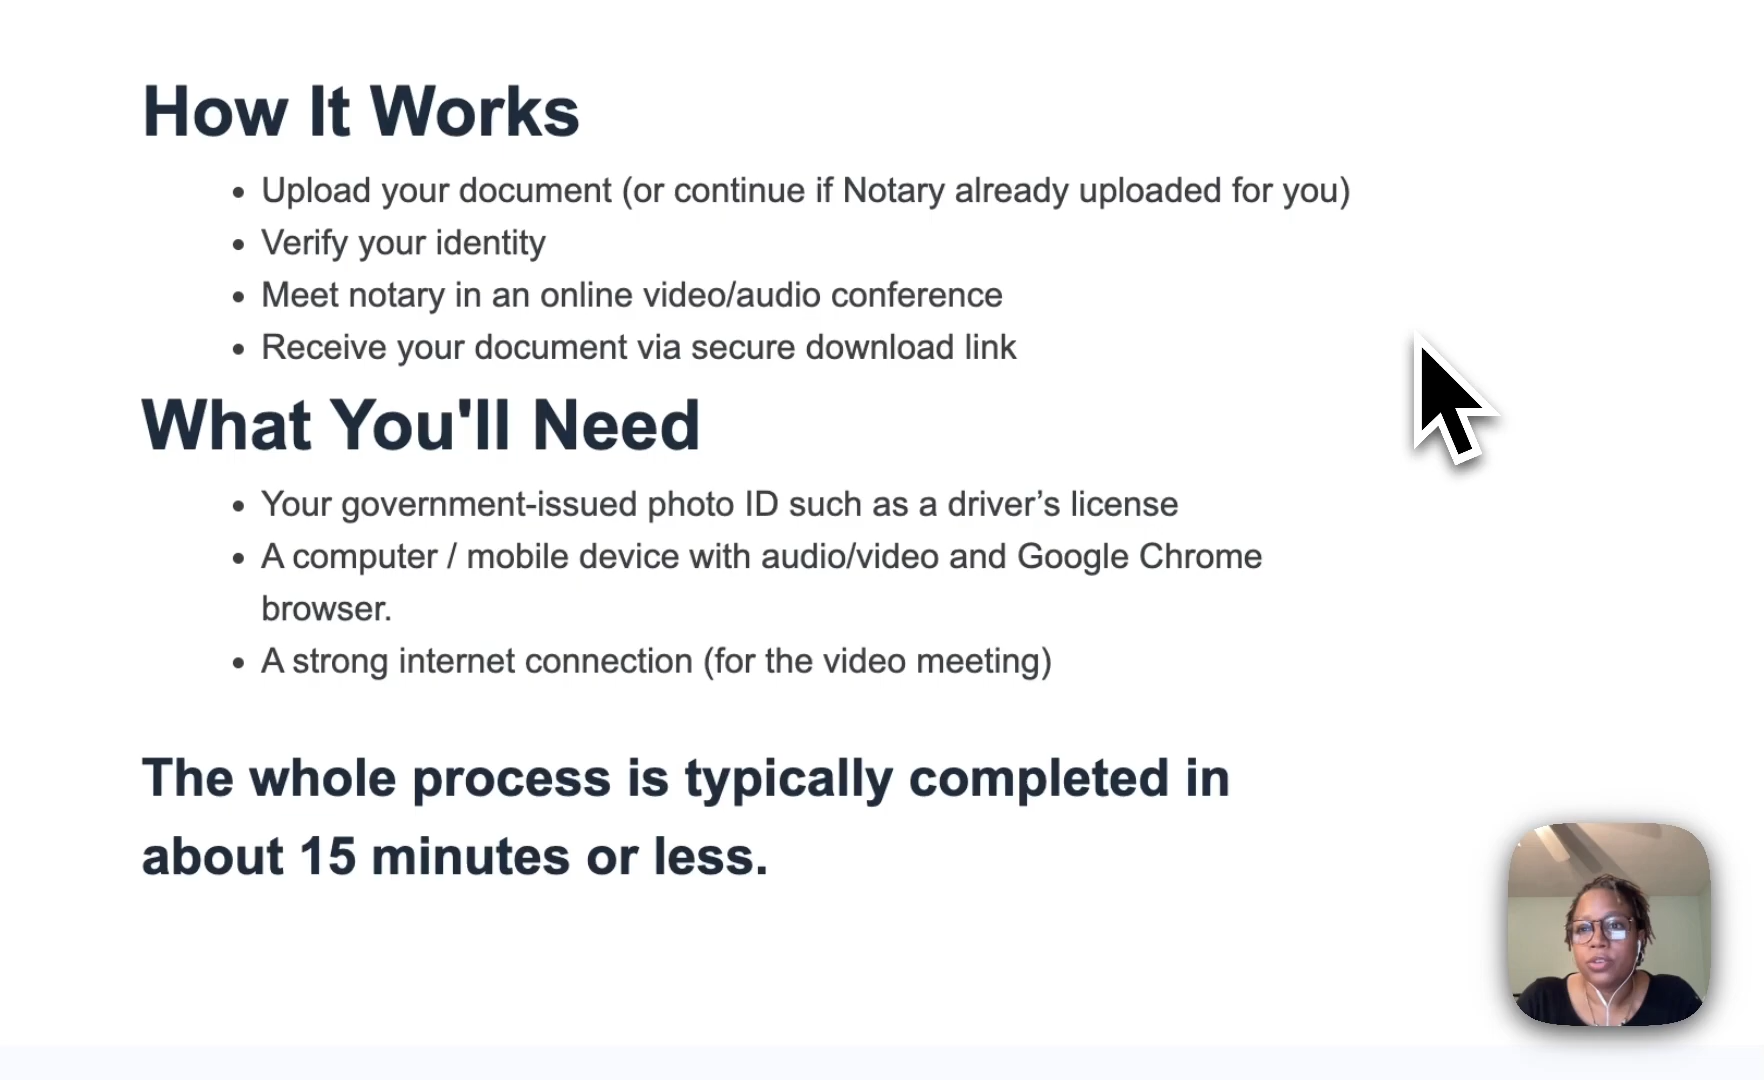 How It Works
Upload your document (or continue if Notary already uploaded for you)
Verify your identity
Meet notary in an online video/audio conference
Receive your document via secure download link
What You'll Need
Your government-issued photo ID such as a driver’s license
A computer / mobile device with audio/video and Google Chrome
browser.
A strong internet connection (for the video meeting)
The whole process is typically completed in
about 15 minutes or less.